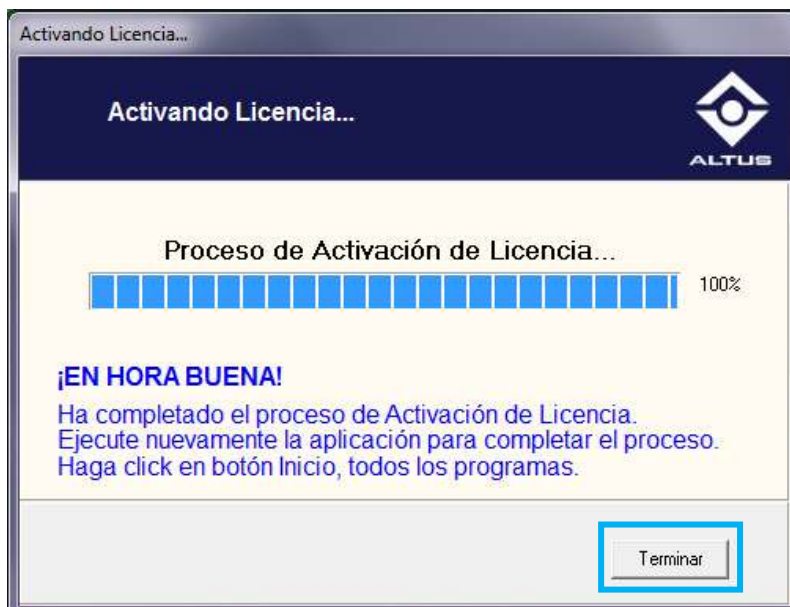 Activando Licencia...
Activando Licencia...
ALTUS
Proceso de Activación de Licencia...
100%
¡EN HORA BUENA!
Ha completado el proceso de Activación de Licencia.
Ejecute nuevamente la aplicación para completar el proceso.
Haga click en botón Inicio, todos los programas.
Terminar